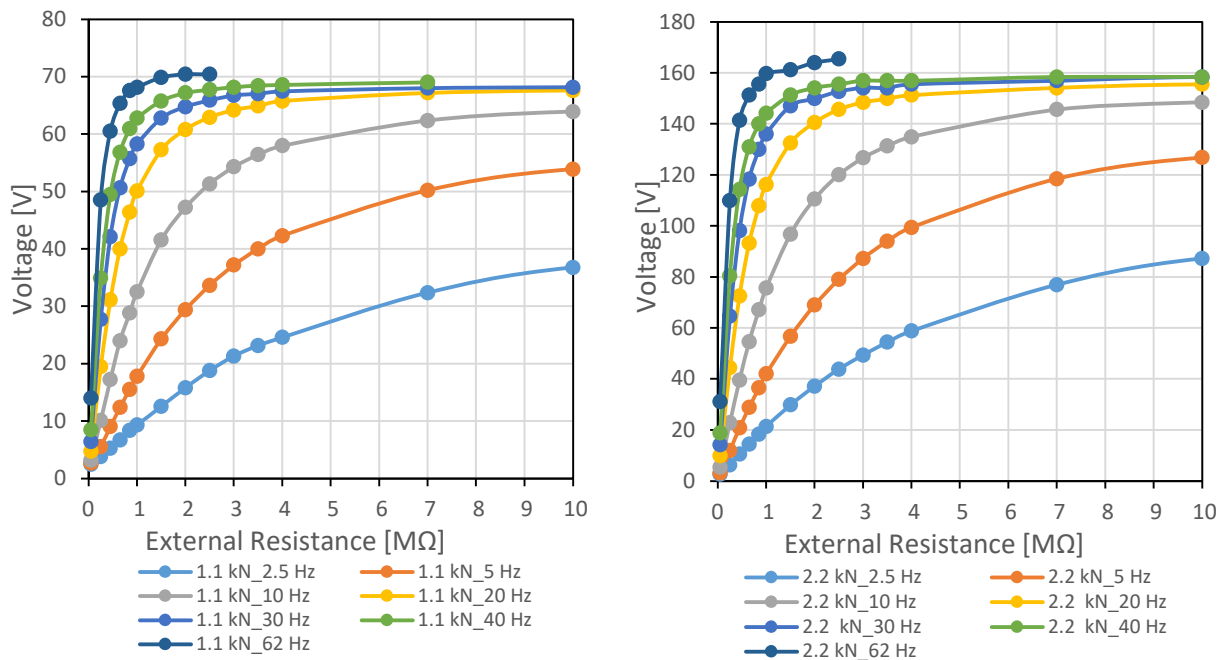 80
70
60
50
40
30
20
10
0
Voltage [V]
0 1 2 3 4 5 6 7 8 9 10
External Resistance [MΩ]
1.1 kN_2.5 Hz 1.1 kN_5 Hz
1.1 kN_10 Hz 1.1 kN_20 Hz
1.1 kN_30 Hz 1.1 kN_40 Hz
1.1 kN_62 Hz
180
160
140
120
100
80
60
40
20
0
Voltage [V]
0 1 2 3 4 5 6 7 8 9 10
External Resistance [MΩ]
2.2 kN_2.5 Hz 2.2 kN_5 Hz
2.2 kN_10 Hz 2.2 kN_20 Hz
2.2 kN_30 Hz 2.2 kN_40 Hz
2.2 kN_62 Hz